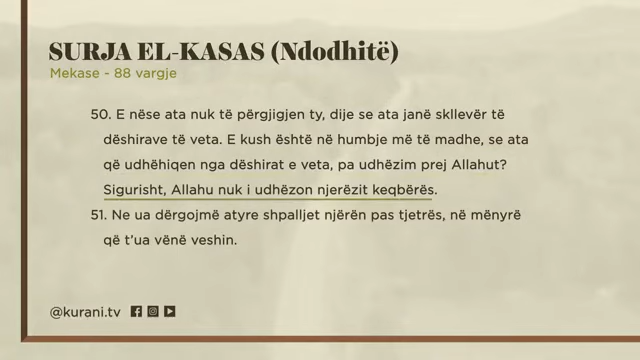 SURJA EL-KASAS (Ndodhitë)
Mekase - 88 vargje
50. E nëse ata nuk të përgjigjen ty, dije se ata janë skllevër të
dëshirave të veta. E kush është në humbje më të madhe, se ata
që udhëhiqen nga dëshirat e veta, pa udhëzim prej Allahut?
Sigurisht, Allahu nuk i udhëzon njerëzit keqbërës.
51. Ne ua dërgojmë atyre shpalljet njërën pas tjetrës, në mënyrë
që t'ua vënë veshin.
@kurani.tv